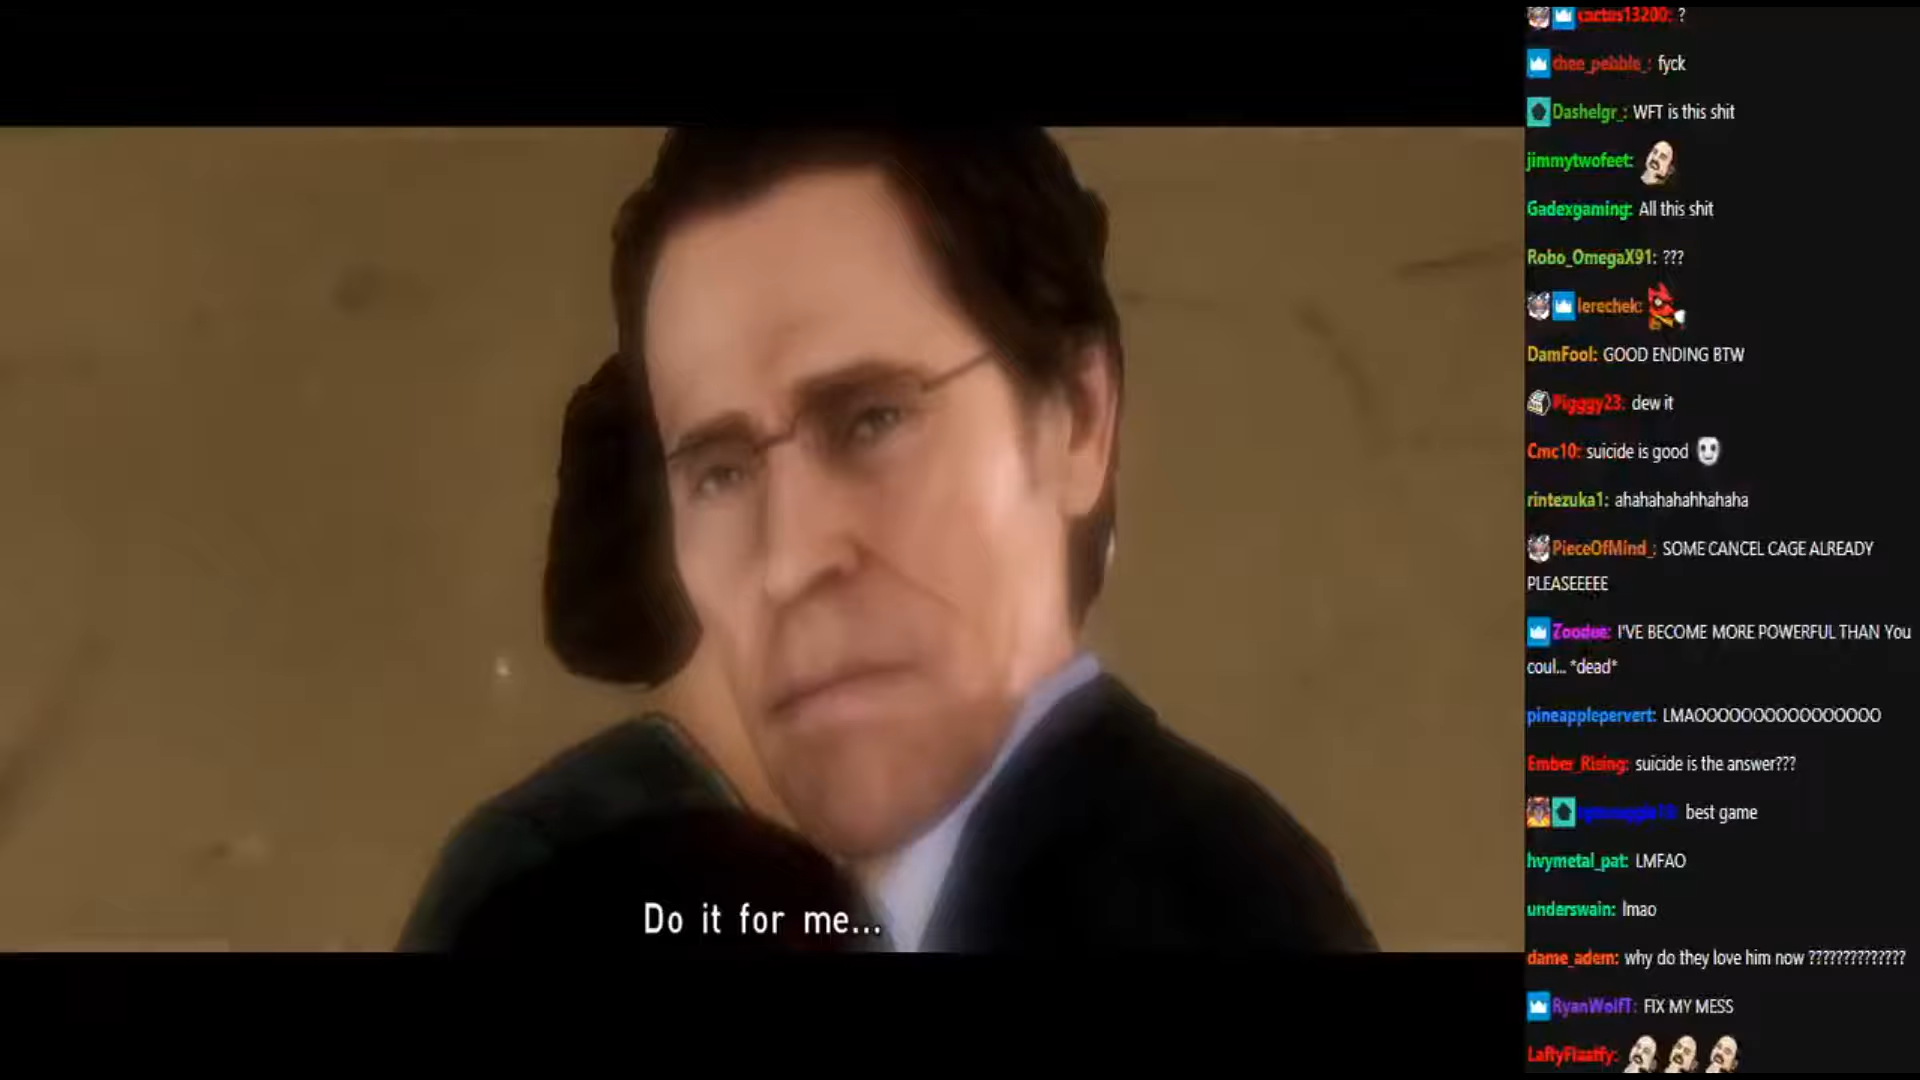 Do it for me...
cactus13200: ?
thee_pebble_: fyck
Dashelgr_: WFT is this shit
jimmytwofeet:
Gadexgaming: All this shit
Robo_OmegaX91: ???
lerechek:
DamFool: GOOD ENDING BTW
Pigggy23: dew it
Cmc10: suicide is good
rintezuka1: ahahahahahhahaha
PieceOfMind_: SOME CANCEL CAGE ALREADY
PLEASEEEEE
Zoodue: I'VE BECOME MORE POWERFUL THAN You
coul... *dead*
pineapplepervert: LMAOOOOOOOOOOOOOOOO
Ember_Rising: suicide is the answer???
best game
hvymetal_pat: LMFAO
underswain: lmao
dame_adem: why do they love him now ??????????????
RyanWolfT: FIX MY MESS
LaftyFlaatfy: